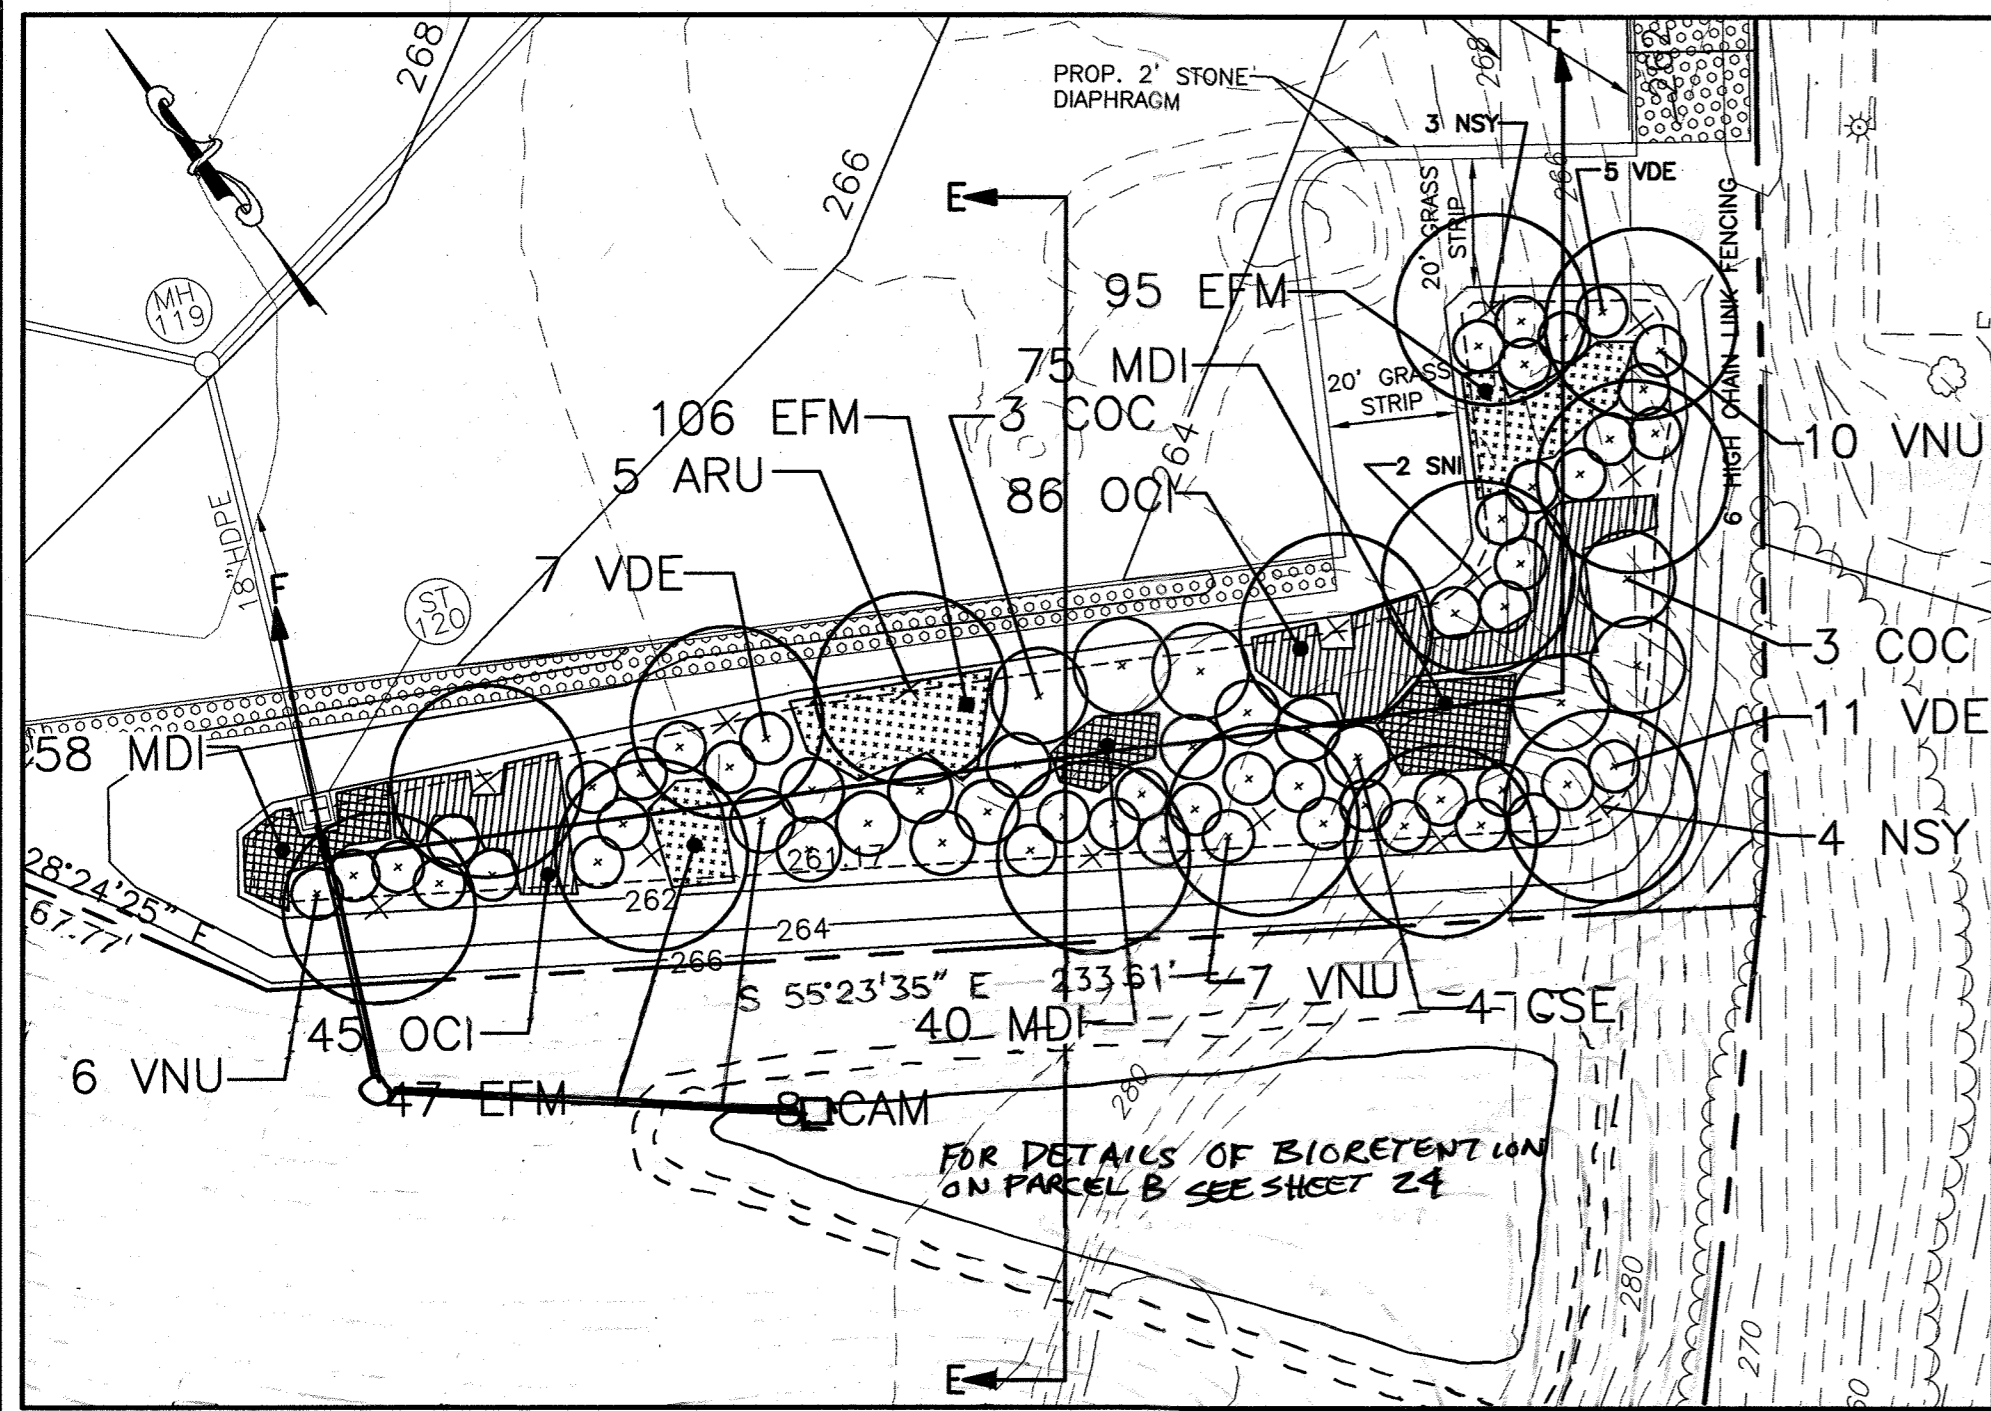 268
PROP. 2' STONE
DIAPHRAGM
268
262
3 NSY
266
E
266
5 VDE
20' GRASS
STRIP
6' HIGH CHAIN LINK FENCING
MH
119
95 EFM
75 MDI
20' GRASS
STRIP
106 EFM
3 COC
264
10 VNU
5 ARU
2 SNI
86 OCI
18"HDPE
F
7 VDE
ST
120
3 COC
11 VDE
58 MDI
4 NSY
261.17
28°24'25" E
67.77'
262
264
266
S 55°23'35" E 233.61'
7 VNU
4 CSE
45 OCI
40 MDI
6 VNU
47 EFM
8 CAM
280
FOR DETAILS OF BIORETENTION
ON PARCEL B SEE SHEET 24
280
270
E